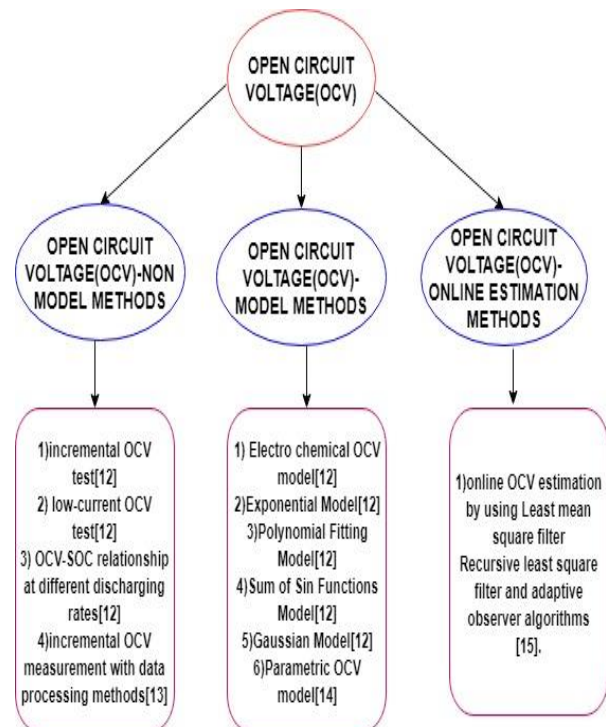 OPEN CIRCUIT
VOLTAGE(OCV)
OPEN CIRCUIT
VOLTAGE(OCV)-NON
MODEL METHODS
OPEN CIRCUIT
VOLTAGE(OCV)-
MODEL METHODS
OPEN CIRCUIT
VOLTAGE(OCV)-
ONLINE ESTIMATION
METHODS
1)incremental OCV
test[12]
2) low-current OCV
test[12]
3) OCV-SOC relationship
at different discharging
rates[12]
4)incremental OCV
measurement with data
processing methods[13]
1) Electro chemical OCV
model[12]
2)Exponential Model[12]
3)Polynomial Fitting
Model[12]
4)Sum of Sin Functions
Model[12]
5)Gaussian Model[12]
6)Parametric OCV
model[14]
1)online OCV estimation
by using Least mean
square filter
Recursive least square
filter and adaptive
observer algorithms
[15].